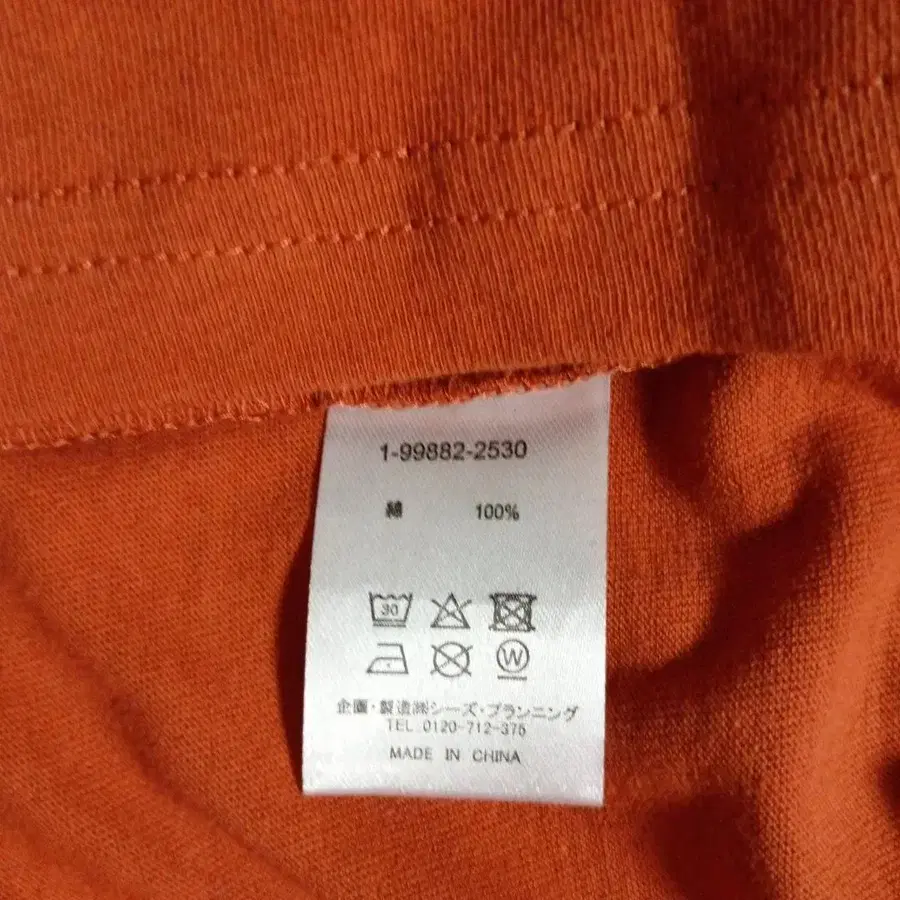 1-99882-2530
綿 100%
30
W
企画・製造㈱シーズ・プランニング
TEL 0120-712-375
MADE IN CHINA